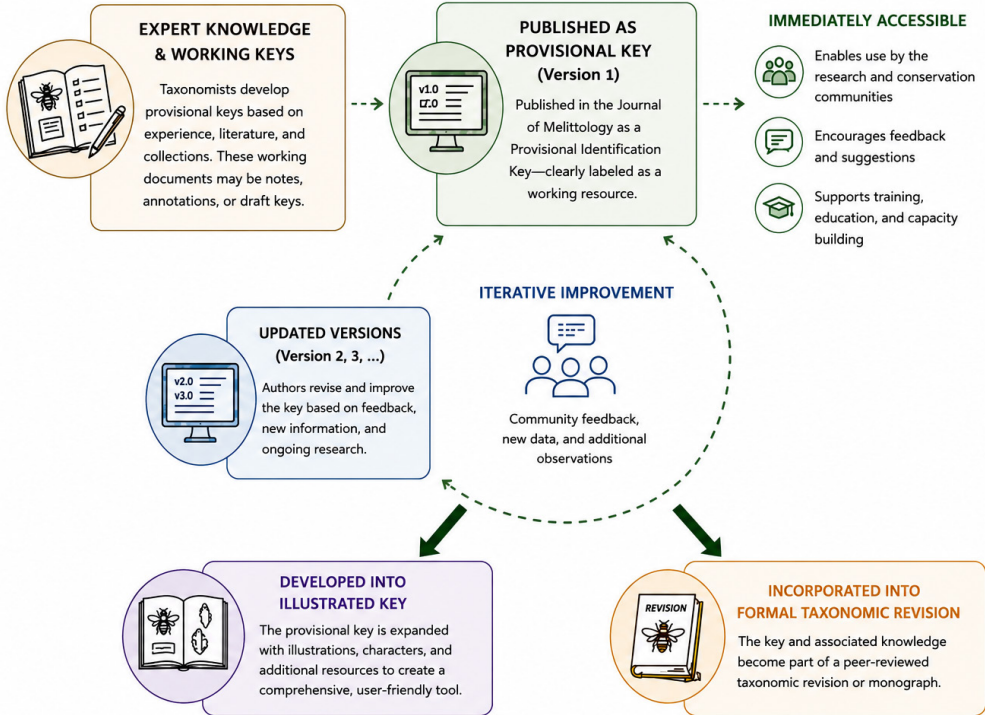 EXPERT KNOWLEDGE
& WORKING KEYS
Taxonomists develop
provisional keys based on
experience, literature, and
collections. These working
documents may be notes,
annotations, or draft keys.
PUBLISHED AS
PROVISIONAL KEY
(Version 1)
v1.0
Published in the Journal
of Melittology as a
Provisional Identification
Key—clearly labeled as a
working resource.
IMMEDIATELY ACCESSIBLE
Enables use by the
research and conservation
communities
Encourages feedback
and suggestions
Supports training,
education, and capacity
building
ITERATIVE IMPROVEMENT
Community feedback,
new data, and additional
observations
UPDATED VERSIONS
(Version 2, 3, ...)
v2.0
v3.0
Authors revise and improve
the key based on feedback,
new information, and
ongoing research.
DEVELOPED INTO
ILLUSTRATED KEY
The provisional key is expanded
with illustrations, characters, and
additional resources to create a
comprehensive, user-friendly tool.
REVISION
INCORPORATED INTO
FORMAL TAXONOMIC REVISION
The key and associated knowledge
become part of a peer-reviewed
taxonomic revision or monograph.